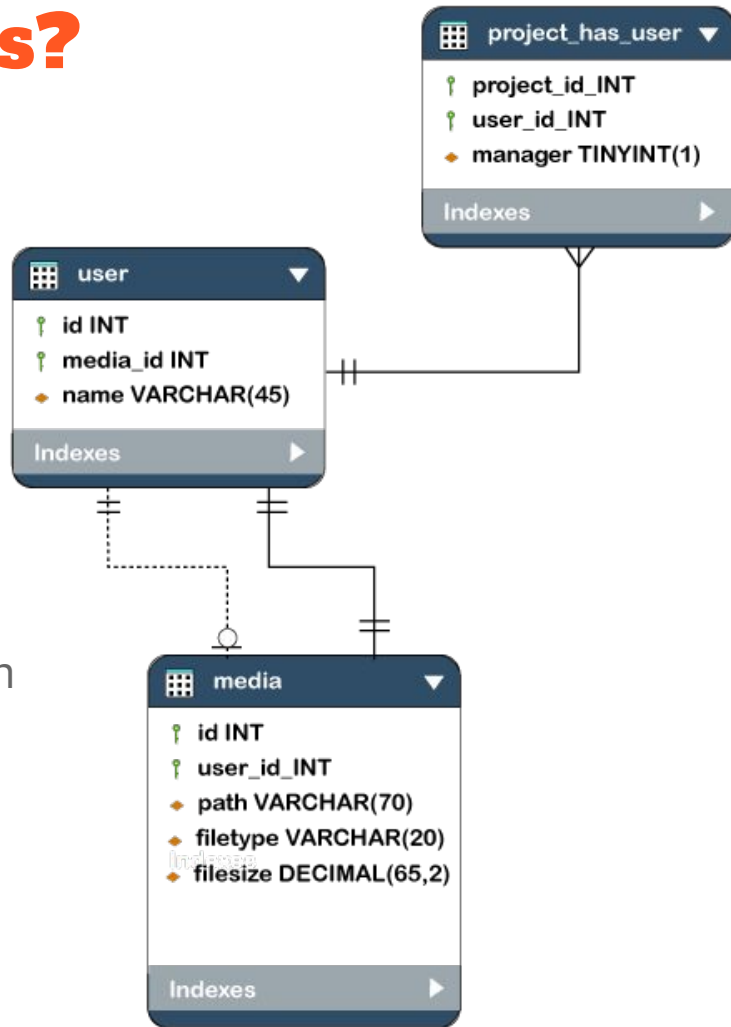 s?
project_has_user
project_id_INT
user_id_INT
manager TINYINT(1)
Indexes
user
id INT
media_id INT
name VARCHAR(45)
Indexes
n
media
id INT
user_id_INT
path VARCHAR(70)
filetype VARCHAR(20)
Indexes
filesize DECIMAL(65,2)
Indexes